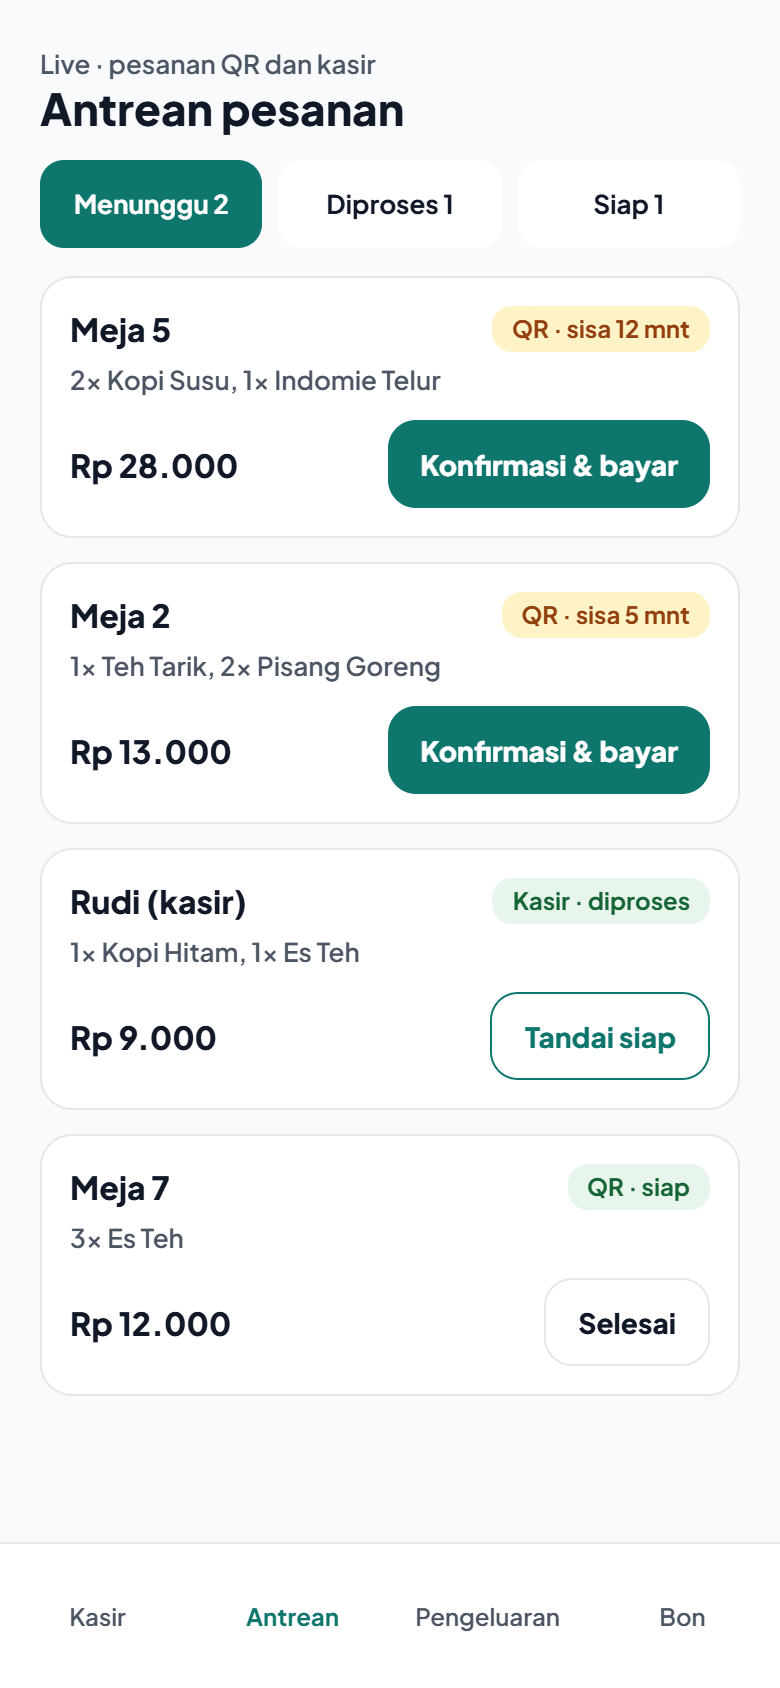 Live · pesanan QR dan kasir
Antrean pesanan
Menunggu 2
Diproses 1
Siap 1
Meja 5
QR · sisa 12 mnt
2× Kopi Susu, 1× Indomie Telur
Rp 28.000
Konfirmasi & bayar
Meja 2
QR · sisa 5 mnt
1× Teh Tarik, 2× Pisang Goreng
Rp 13.000
Konfirmasi & bayar
Rudi (kasir)
Kasir · diproses
1× Kopi Hitam, 1× Es Teh
Rp 9.000
Tandai siap
Meja 7
QR · siap
3× Es Teh
Rp 12.000
Selesai
Kasir
Antrean
Pengeluaran
Bon